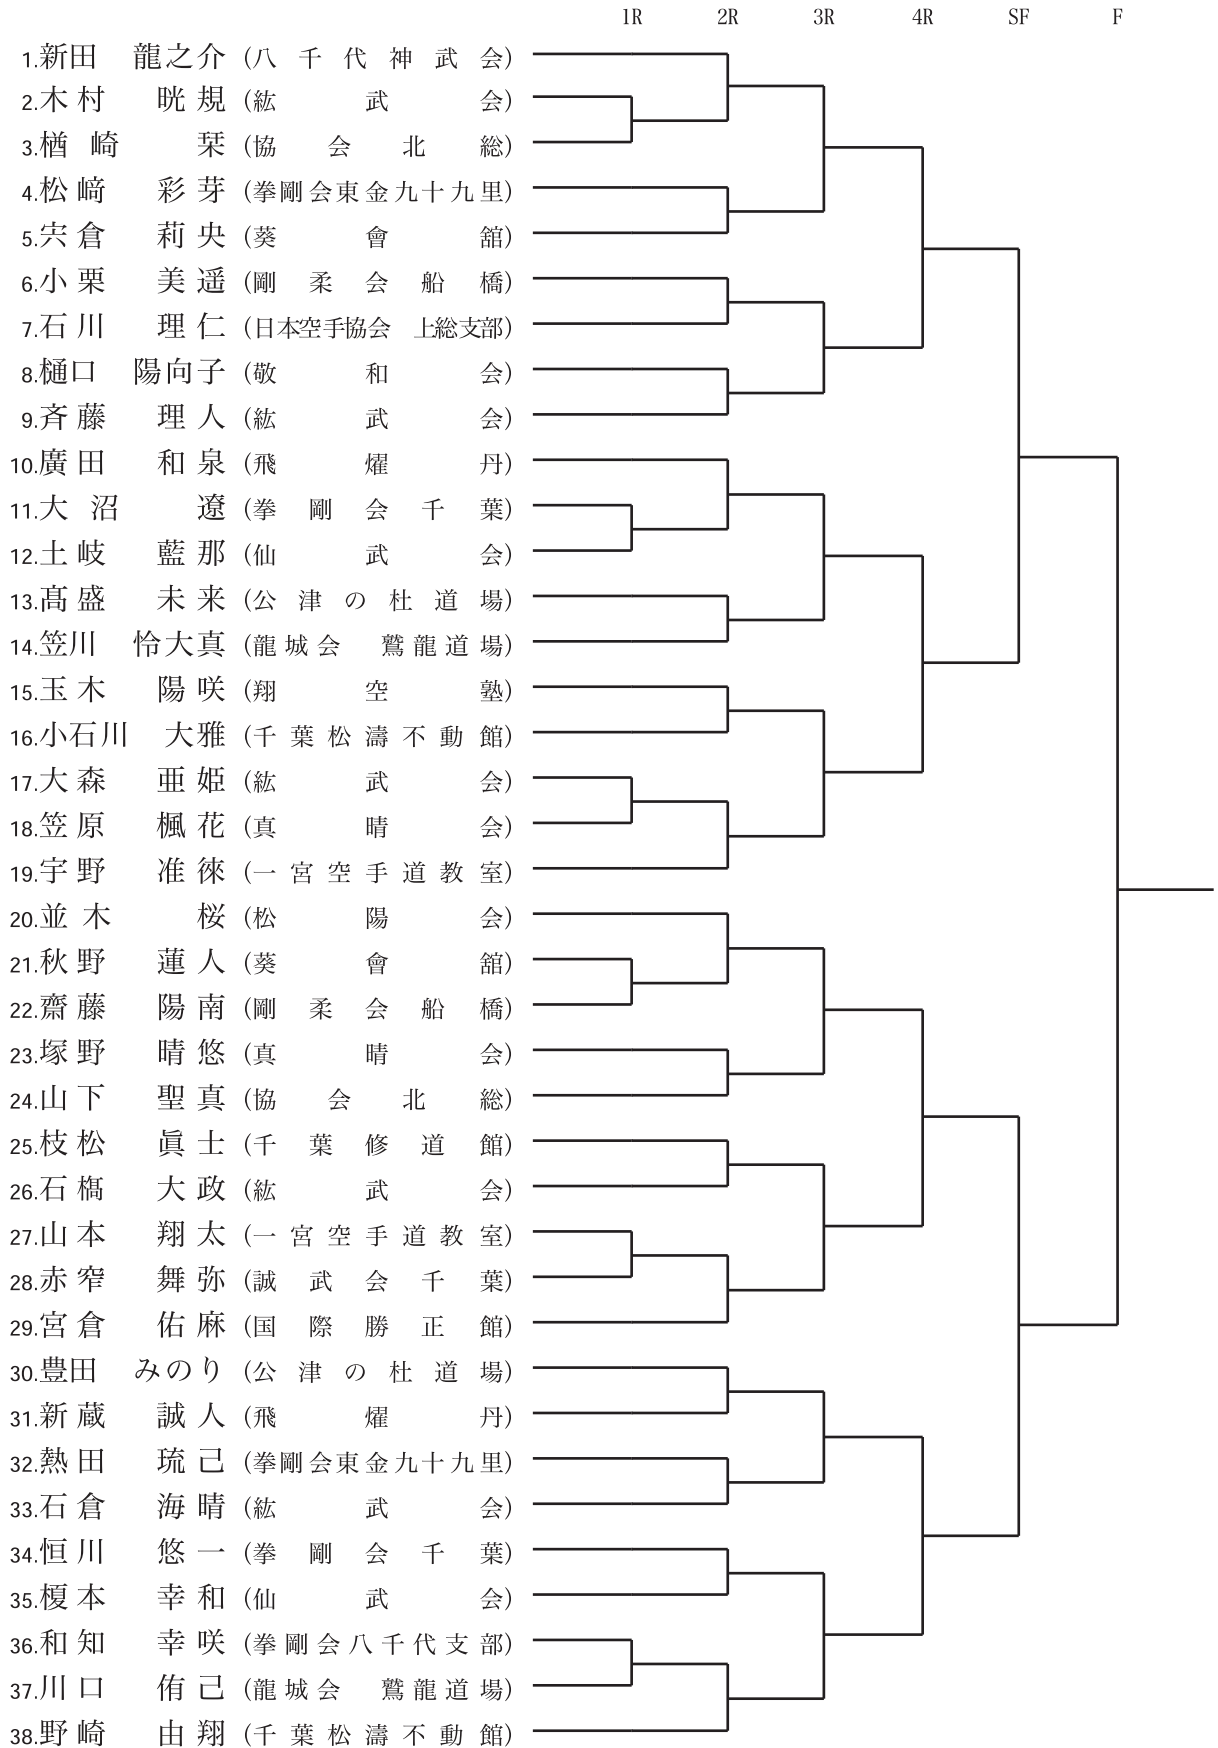 1R 2R 3R 4R SF F
1.新田 龍之介 (八千代神武会)
2.木村 晄規 (紘武会)
3.楢崎 栞 (協会北総)
4.松﨑 彩芽 (拳剛会東金九十九里)
5.宍倉 莉央 (葵會舘)
6.小栗 美遥 (剛柔会船橋)
7.石川 理仁 (日本空手協会 上総支部)
8.樋口 陽向子 (敬和会)
9.斉藤 理人 (紘武会)
10.廣田 和泉 (飛燿丹)
11.大沼 遼 (拳剛会千葉)
12.土岐 藍那 (仙武会)
13.髙盛 未来 (公津の杜道場)
14.笠川 怜大真 (龍城会 鷲龍道場)
15.玉木 陽咲 (翔空塾)
16.小石川 大雅 (千葉松濤不動館)
17.大森 亜姫 (紘武会)
18.笠原 楓花 (真晴会)
19.宇野 准徠 (一宮空手道教室)
20.並木 桜 (松陽会)
21.秋野 蓮人 (葵會舘)
22.齋藤 陽南 (剛柔会船橋)
23.塚野 晴悠 (真晴会)
24.山下 聖真 (協会北総)
25.枝松 眞士 (千葉修道館)
26.石橋 大政 (紘武会)
27.山本 翔太 (一宮空手道教室)
28.赤窄 舞弥 (誠武会千葉)
29.宮倉 佑麻 (国際勝正館)
30.豊田 みのり (公津の杜道場)
31.新蔵 誠人 (飛燿丹)
32.熱田 琉己 (拳剛会東金九十九里)
33.石倉 海晴 (紘武会)
34.恒川 悠一 (拳剛会千葉)
35.榎本 幸和 (仙武会)
36.和知 幸咲 (拳剛会八千代支部)
37.川口 侑己 (龍城会 鷲龍道場)
38.野崎 由翔 (千葉松濤不動館)